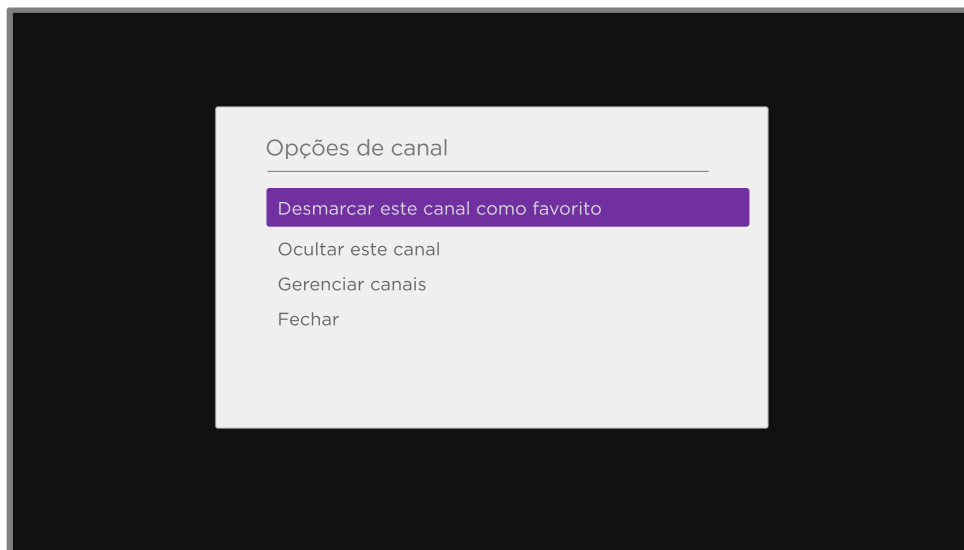 Opções de canal
Desmarcar este canal como favorito
Ocultar este canal
Gerenciar canais
Fechar